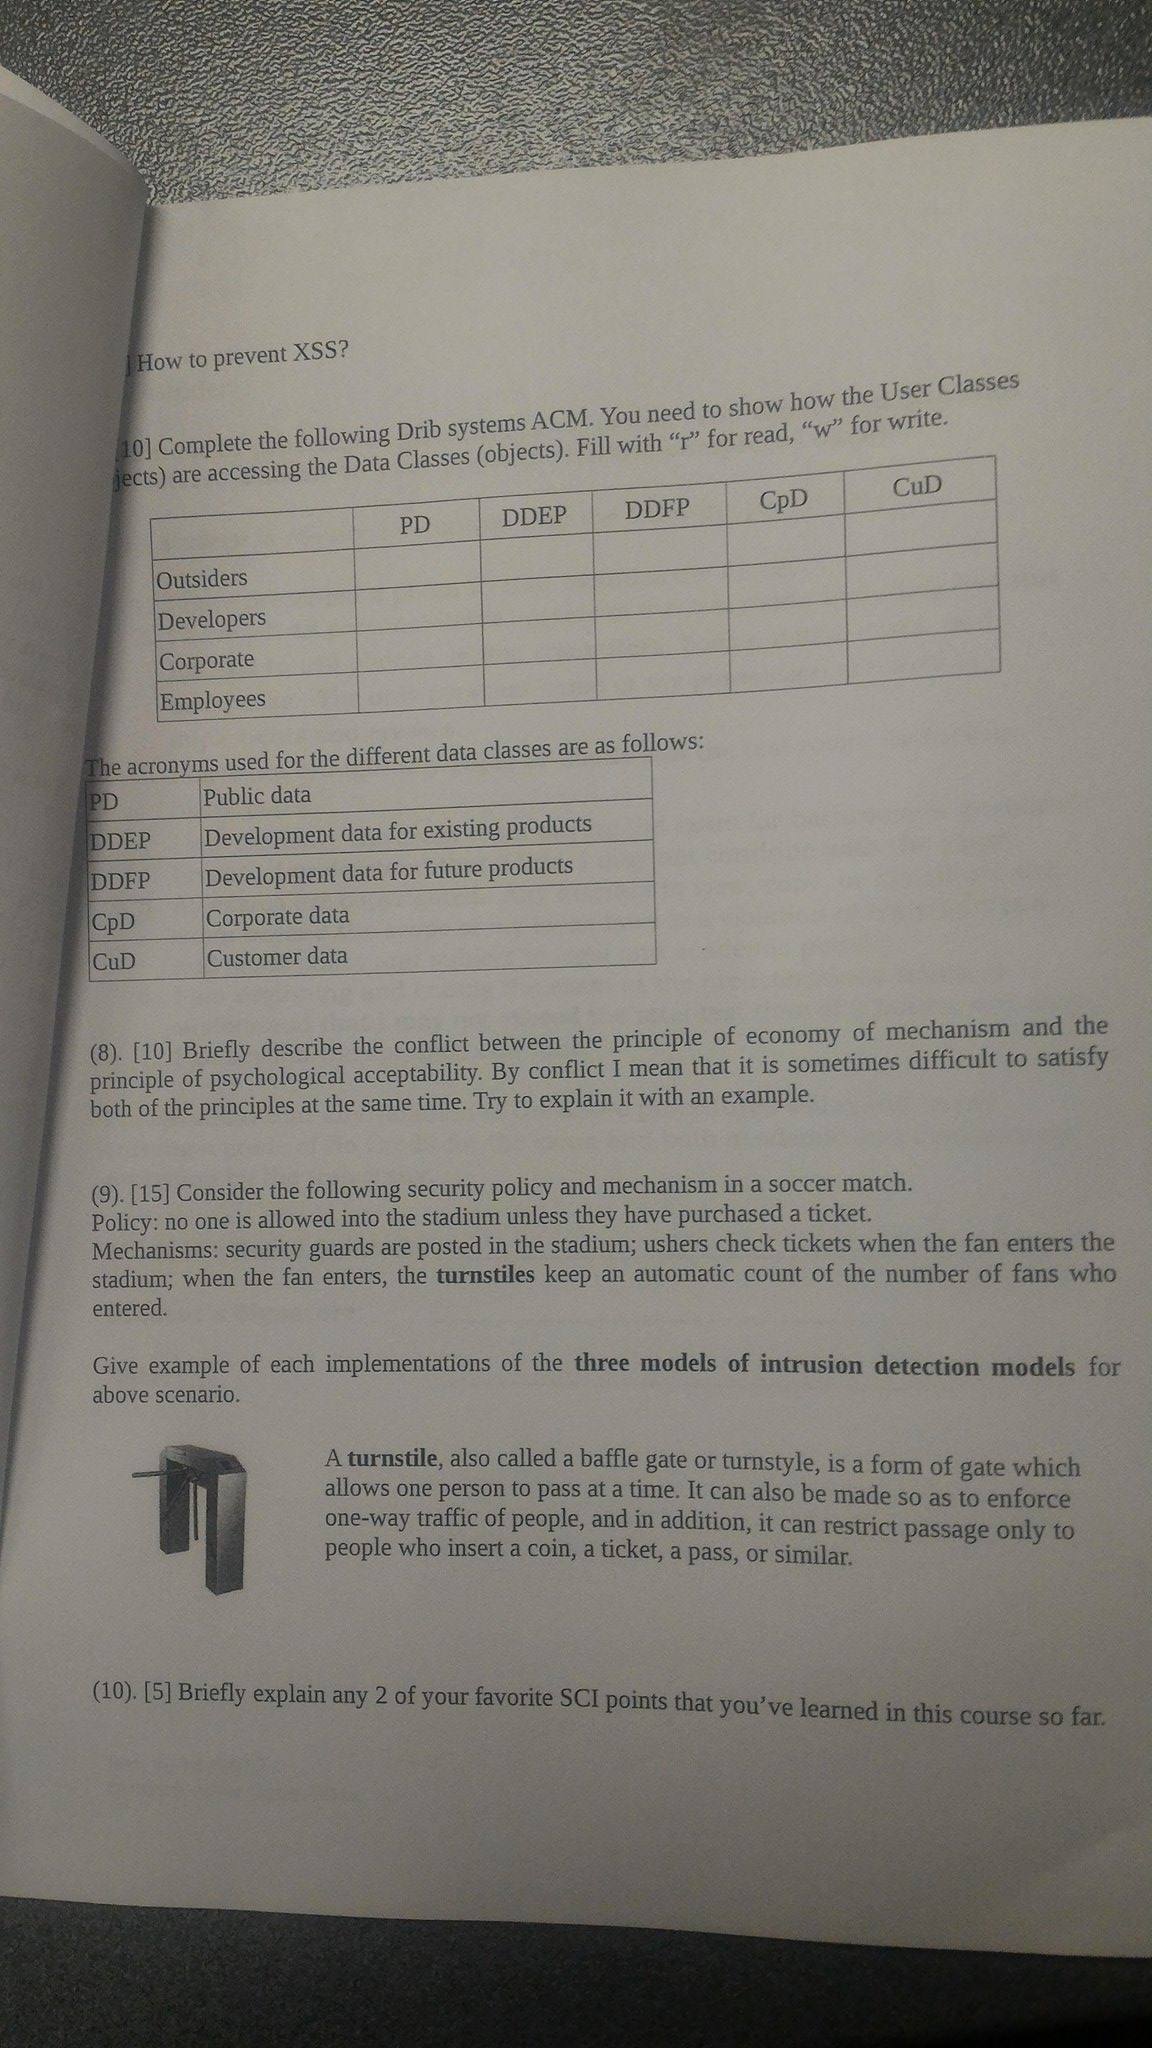 ] How to prevent XSS?
10] Complete the following Drib systems ACM. You need to show how the User Classes
jects) are accessing the Data Classes (objects). Fill with “r” for read, “w” for write.
PD DDEP DDFP CpD CuD
Outsiders
Developers
Corporate
Employees
The acronyms used for the different data classes are as follows:
PD Public data
DDEP Development data for existing products
DDFP Development data for future products
CpD Corporate data
CuD Customer data
(8). [10] Briefly describe the conflict between the principle of economy of mechanism and the
principle of psychological acceptability. By conflict I mean that it is sometimes difficult to satisfy
both of the principles at the same time. Try to explain it with an example.
(9). [15] Consider the following security policy and mechanism in a soccer match.
Policy: no one is allowed into the stadium unless they have purchased a ticket.
Mechanisms: security guards are posted in the stadium; ushers check tickets when the fan enters the
stadium; when the fan enters, the turnstiles keep an automatic count of the number of fans who
entered.
Give example of each implementations of the three models of intrusion detection models for
above scenario.
A turnstile, also called a baffle gate or turnstyle, is a form of gate which
allows one person to pass at a time. It can also be made so as to enforce
one-way traffic of people, and in addition, it can restrict passage only to
people who insert a coin, a ticket, a pass, or similar.
(10). [5] Briefly explain any 2 of your favorite SCI points that you’ve learned in this course so far.